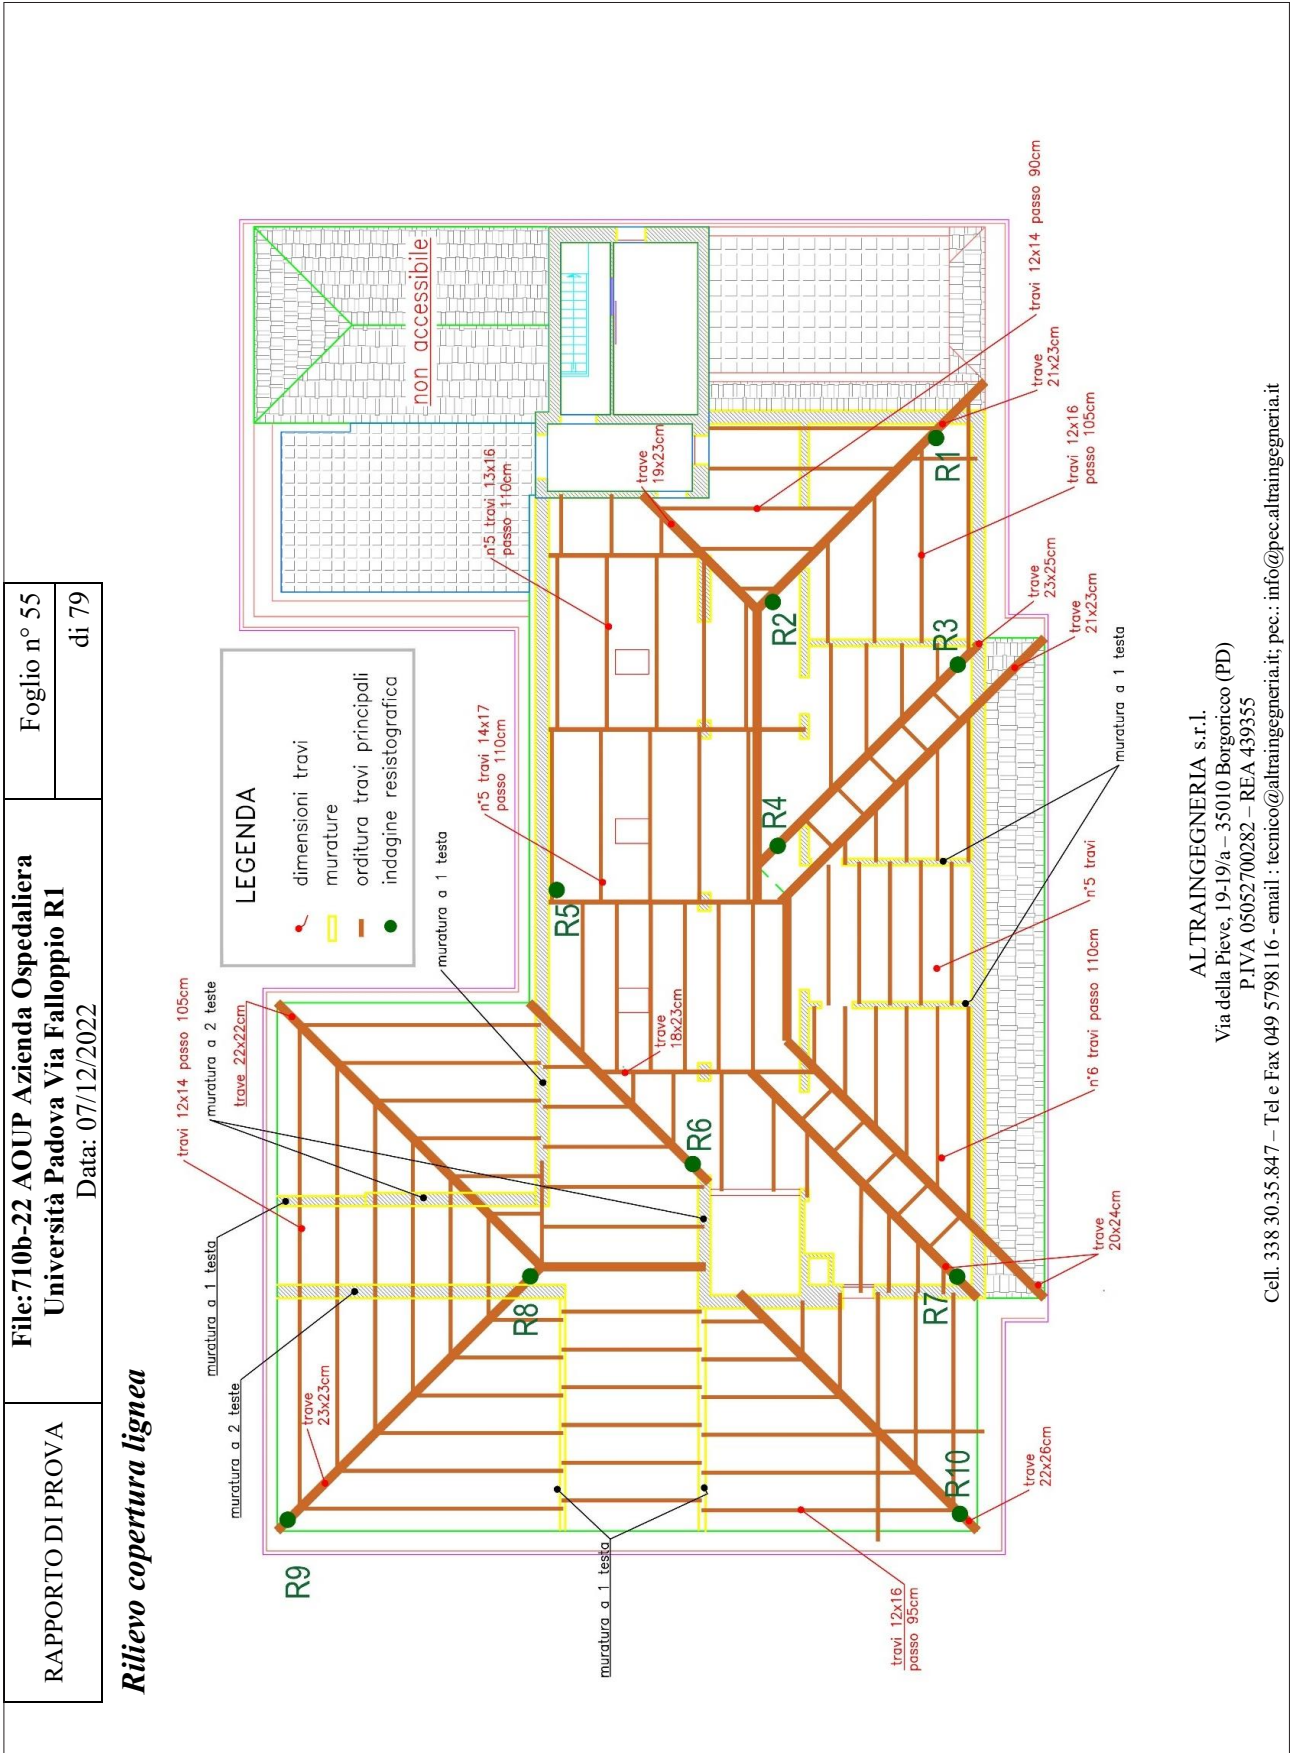 RAPPORTO DI PROVA
File:710b-22 AOUP Azienda Ospedaliera
Università Padova Via Falloppio R1
Data: 07/12/2022
Foglio n° 55
di 79
Rilievo copertura lignea
LEGENDA
dimensioni travi
murature
orditura travi principali
indagine resistografica
muratura a 2 teste
muratura a 1 testa
travi 12x14 passo 105cm
muratura a 2 teste
trave 22x22cm
muratura a 1 testa
n°5 travi 14x17
passo 110cm
n°5 travi 13x16
passo 110cm
non accessibile
trave
23x23cm
trave
18x23cm
trave
19x23cm
R9
R8
R6
R5
R4
R2
R3
R1
R7
R10
travi 12x14 passo 90cm
trave
21x23cm
travi 12x16
passo 105cm
trave
23x25cm
trave
21x23cm
muratura a 1 testa
n°5 travi
n°6 travi passo 110cm
trave
20x24cm
trave
22x26cm
travi 12x16
passo 95cm
muratura a 1 testa
ALTRAINGEGNERIA s.r.l.
Via della Pieve, 19-19/a – 35010 Borgoricco (PD)
P.IVA 05052700282 – REA 439355
Cell. 338 30.35.847 – Tel e Fax 049 5798116 - email : tecnico@altraingegneria.it; pec.: info@pec.altraingegneria.it